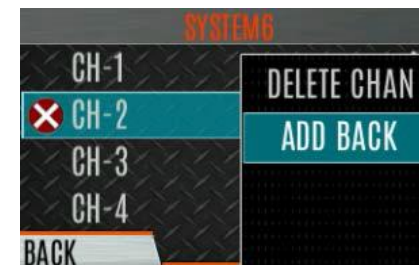 SYSTEM6
CH-1
CH-2
CH-3
CH-4
DELETE CHAN
ADD BACK
BACK